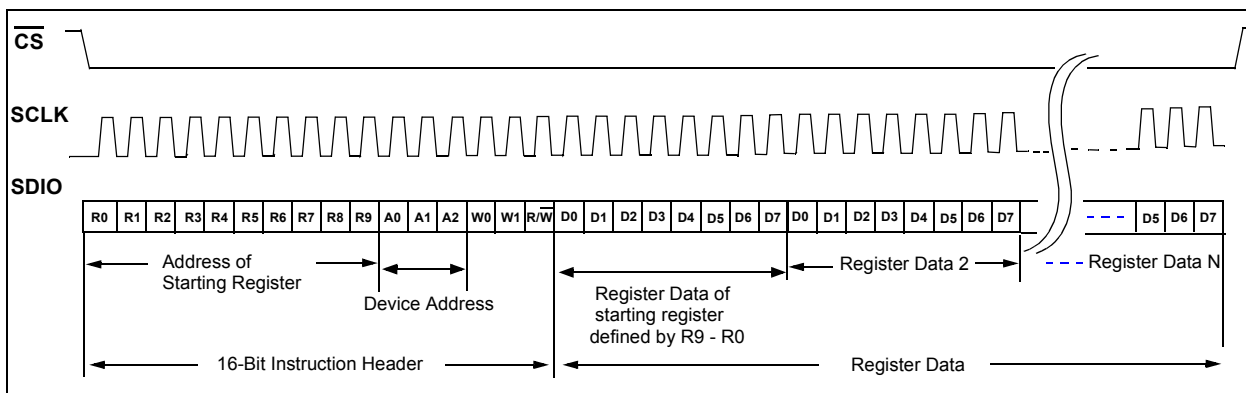 CS
SCLK
SDIO
R0 R1 R2 R3 R4 R5 R6 R7 R8 R9 A0 A1 A2 W0 W1 R/W D0 D1 D2 D3 D4 D5 D6 D7 D0 D1 D2 D3 D4 D5 D6 D7 D5 D6 D7
Address of
Starting Register
Device Address
Register Data of
starting register
defined by R9 - R0
Register Data 2
Register Data N
16-Bit Instruction Header
Register Data